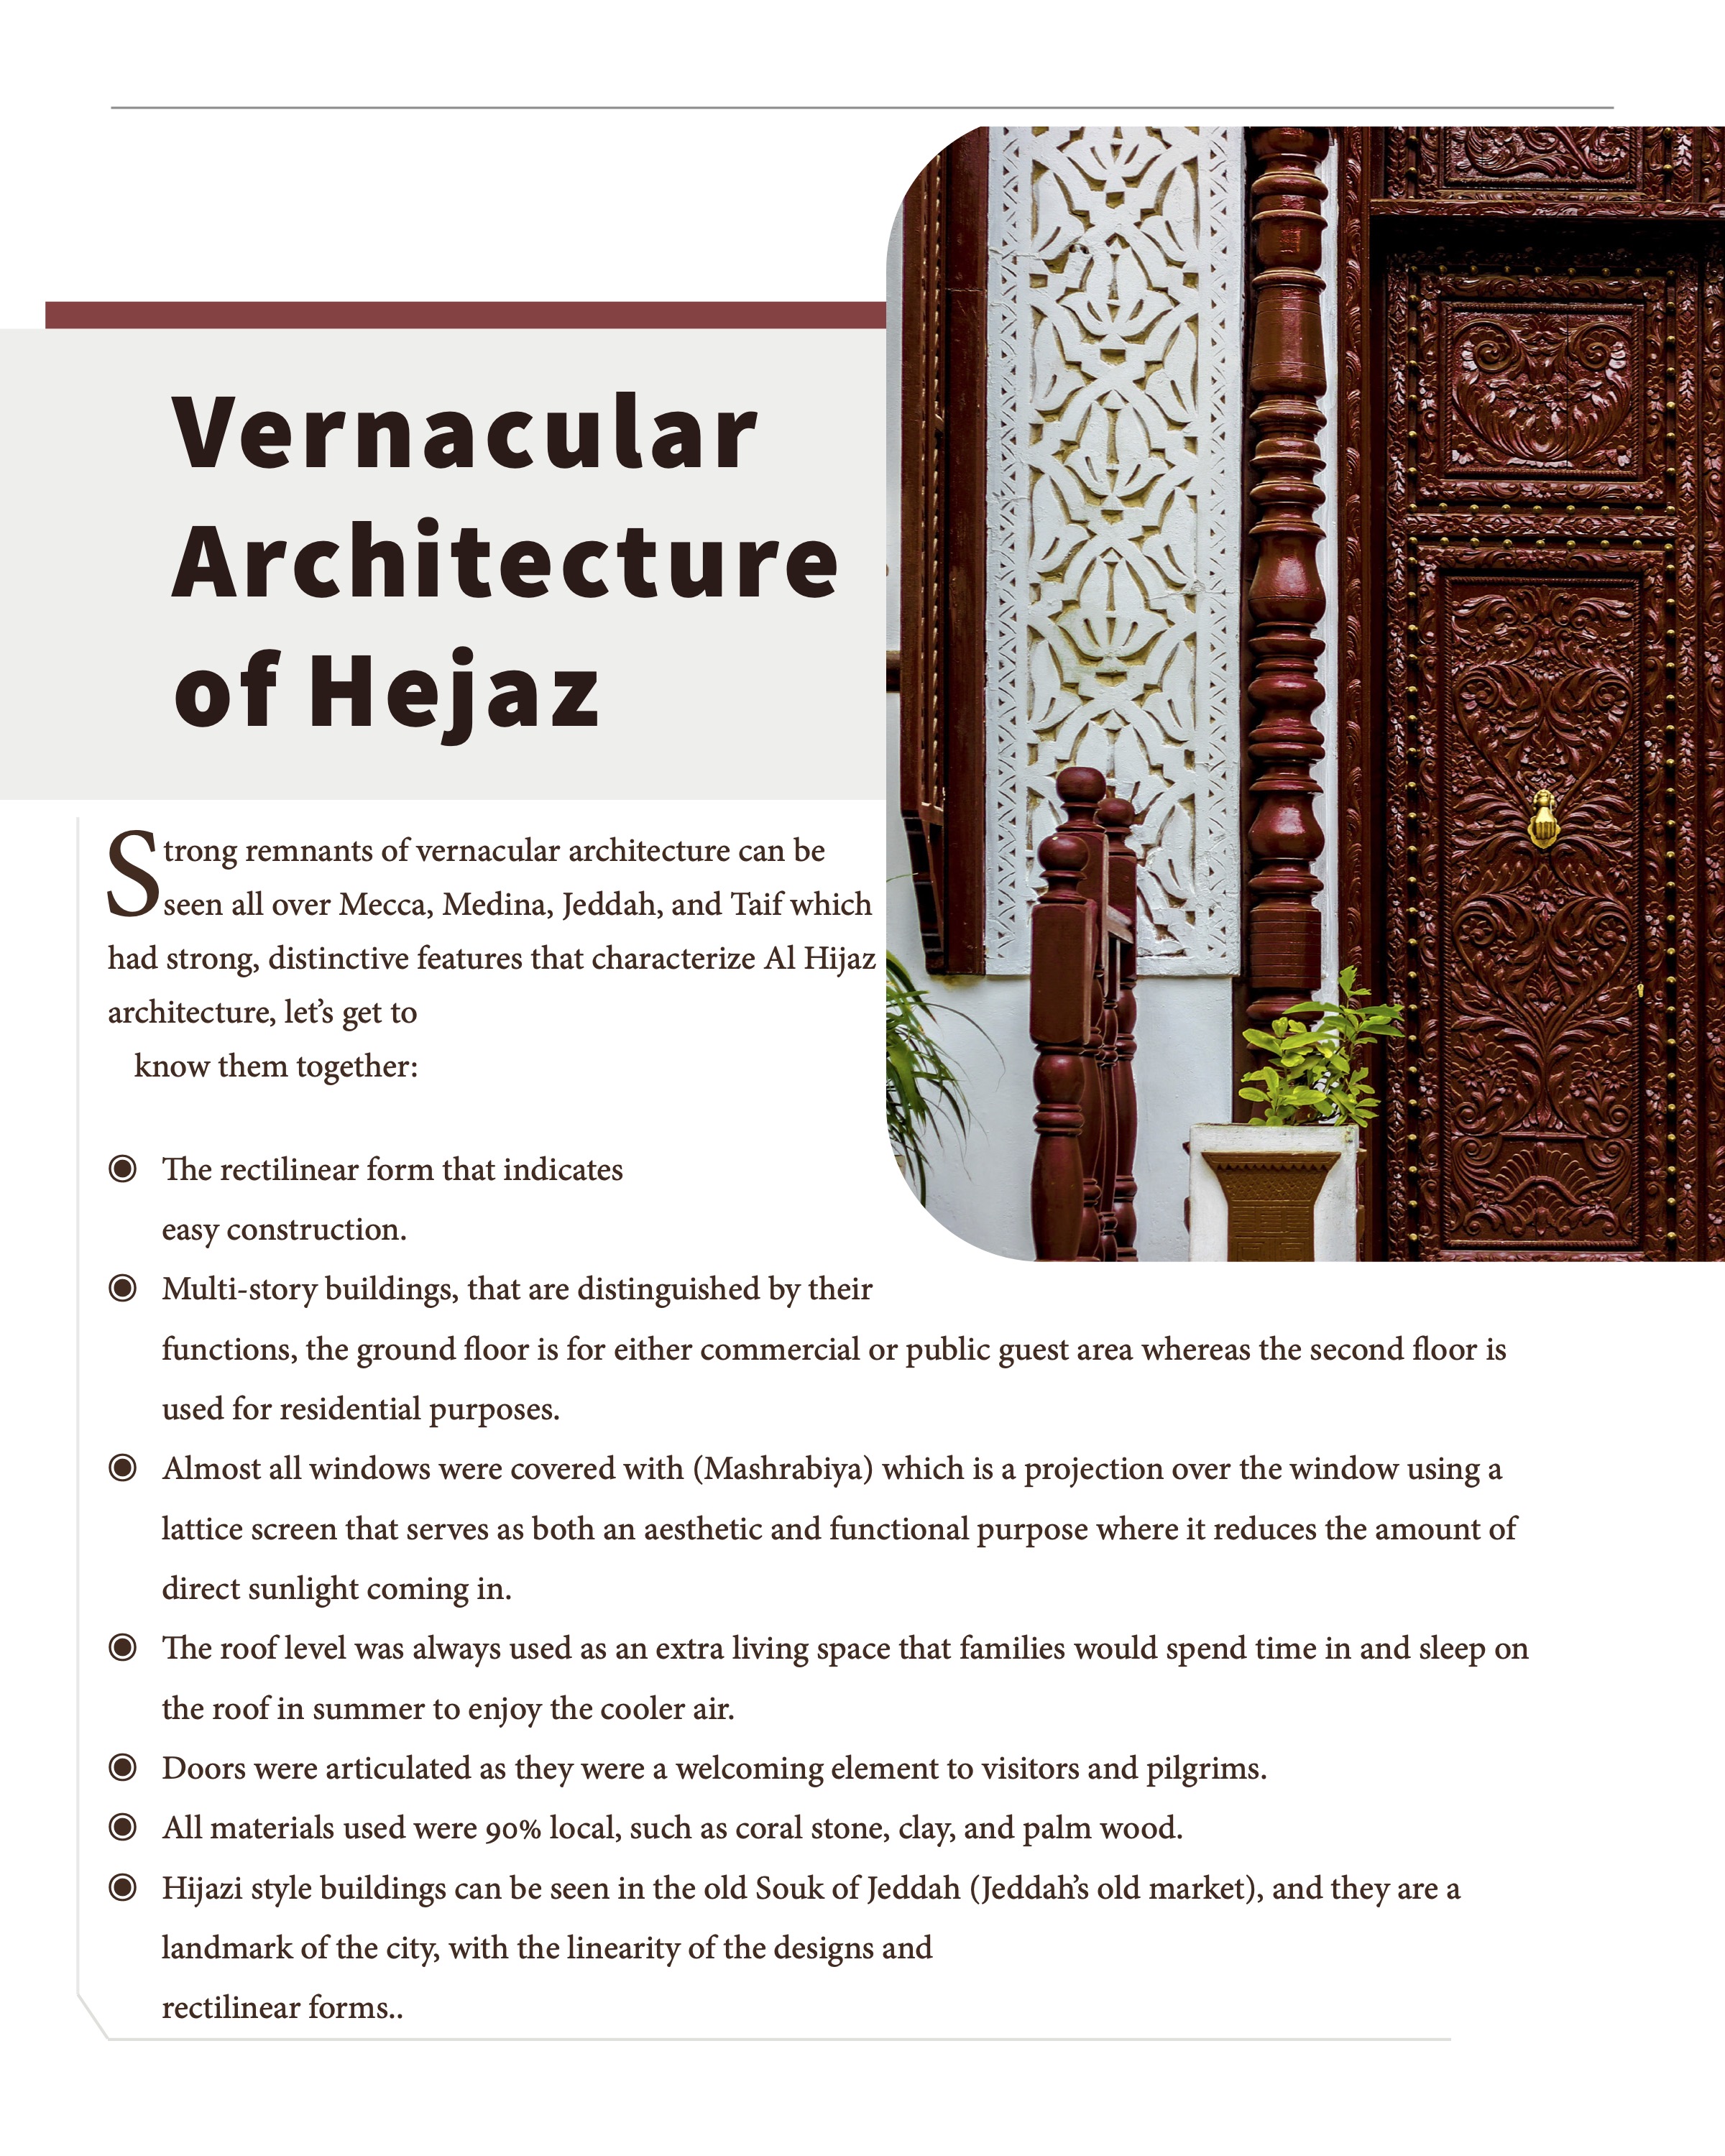 Vernacular
Architecture
of Hejaz
Strong remnants of vernacular architecture can be
seen all over Mecca, Medina, Jeddah, and Taif which
had strong, distinctive features that characterize Al Hijaz
architecture, let’s get to
know them together:
◉ The rectilinear form that indicates
easy construction.
◉ Multi-story buildings, that are distinguished by their
functions, the ground floor is for either commercial or public guest area whereas the second floor is
used for residential purposes.
◉ Almost all windows were covered with (Mashrabiya) which is a projection over the window using a
lattice screen that serves as both an aesthetic and functional purpose where it reduces the amount of
direct sunlight coming in.
◉ The roof level was always used as an extra living space that families would spend time in and sleep on
the roof in summer to enjoy the cooler air.
◉ Doors were articulated as they were a welcoming element to visitors and pilgrims.
◉ All materials used were 90% local, such as coral stone, clay, and palm wood.
◉ Hijazi style buildings can be seen in the old Souk of Jeddah (Jeddah’s old market), and they are a
landmark of the city, with the linearity of the designs and
rectilinear forms..